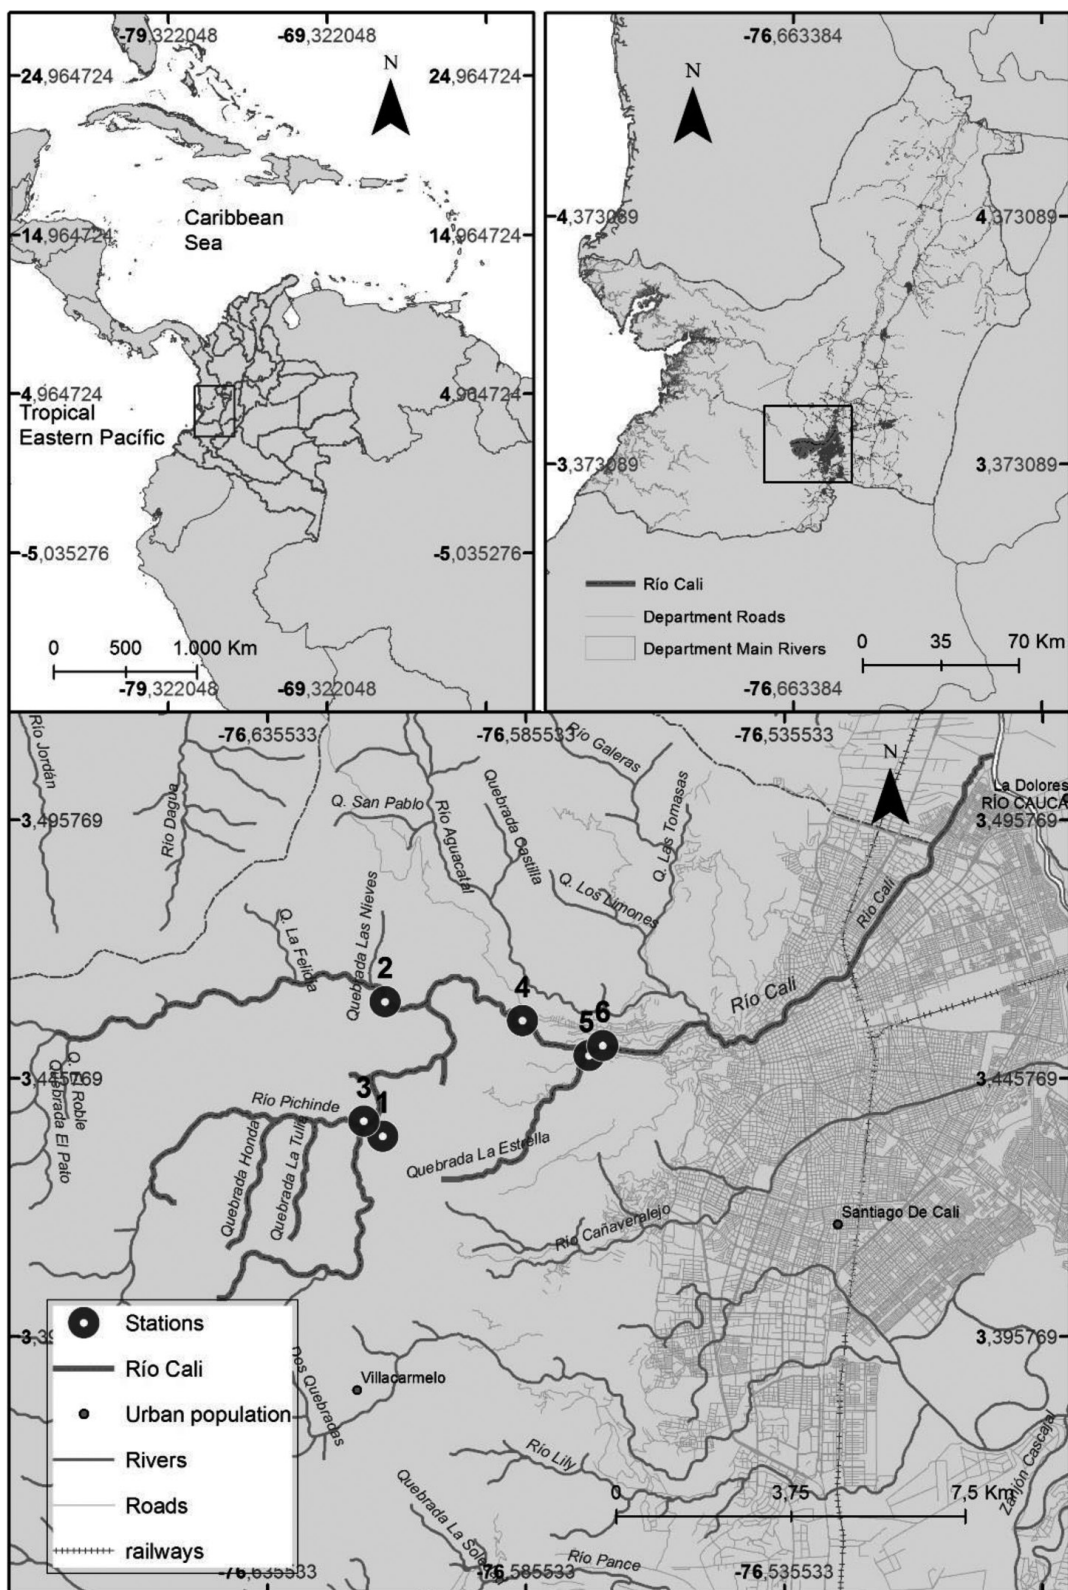 -79,322048
-69,322048
N
24,964724
24,964724
Caribbean
Sea
14,964724
14,964724
4,964724
4,964724
Tropical
Eastern Pacífic
-5,035276
-5,035276
0
500
1.000 Km
-79,322048
-69,322048
-76,663384
N
4,373089
4,373089
3,373089
3,373089
Río Cali
Department Roads
Department Main Rivers
0
35
70 Km
-76,663384
-76,635533
-76,585533
-76,535533
N
Río Jordán
Río Dagua
Q. San Pablo
Río Aguacatal
Quebrada Castilla
Río Galeras
Q. Las Tomasas
Q. Los Limones
La Dolores
RÍO CAUCA
3,495769
3,495769
Río Cali
Q. La Felidia
Quebrada Las Nieves
2
4
5
6
Río Cali
3,445769
3,445769
Q. El Roble
Quebrada El Pato
3
1
Río Pichinde
Quebrada Honda
Quebrada La Tulia
Quebrada La Estrella
Río Cañaveralejo
Santiago De Cali
3,395769
Stations
Río Cali
Urban population
Rivers
Roads
railways
Dos Quebradas
Villacarmelo
Río Lily
Quebrada La Sole
Río Pance
Zanjón Cascajal
0
3,75
7,5 Km
-76,635533
-76,585533
-76,535533